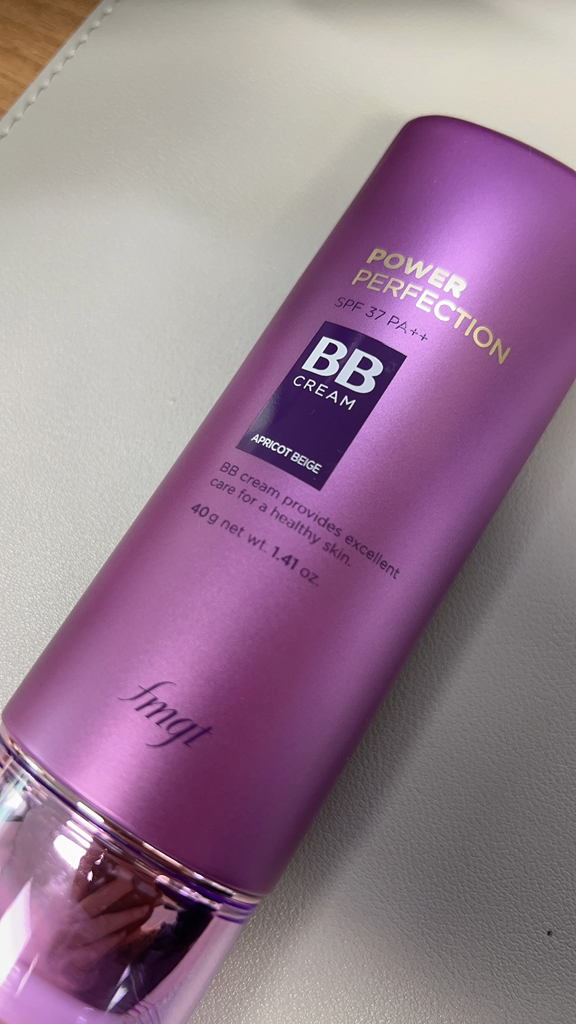 POWER
PERFECTION
SPF 37 PA++
BB
CREAM
APRICOT BEIGE
BB cream provides excellent
care for a healthy skin.
40g net wt. 1.41 oz.
fmgt